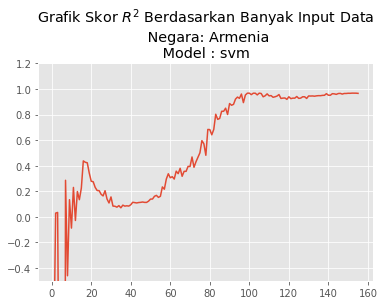 Grafik Skor $R^2$ Berdasarkan Banyak Input Data
Negara: Armenia
Model : svm
1.2
1.0
0.8
0.6
0.4
0.2
0.0
−0.2
−0.4
0 20 40 60 80 100 120 140 160